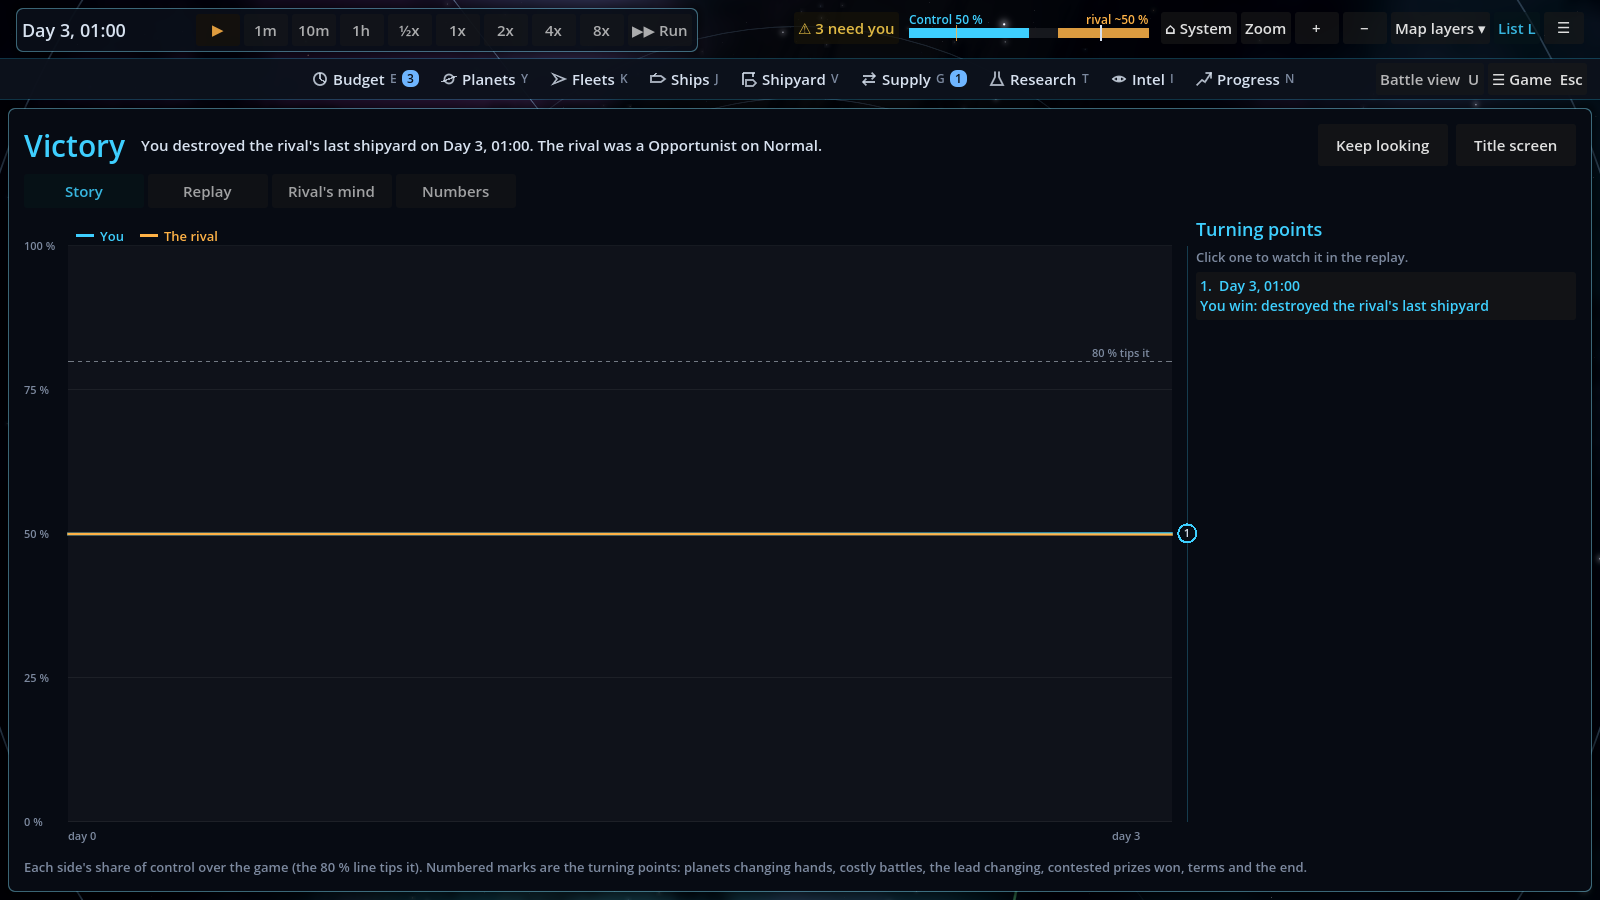 Day 3, 01:00
▶ 1m 10m 1h ½x 1x 2x 4x 8x ▶▶ Run
⚠ 3 need you
Control 50 % rival ~50 %
⌂ System Zoom + − Map layers ▾ List L ☰
Budget E 3 Planets Y Fleets K Ships J Shipyard V Supply G 1 Research T Intel I Progress N
Battle view U ☰ Game Esc
Victory You destroyed the rival's last shipyard on Day 3, 01:00. The rival was a Opportunist on Normal.
Keep looking Title screen
Story Replay Rival's mind Numbers
You The rival
100 %
80 % tips it
75 %
50 %
25 %
0 %
day 0 day 3
1
Turning points
Click one to watch it in the replay.
1. Day 3, 01:00
You win: destroyed the rival's last shipyard
Each side's share of control over the game (the 80 % line tips it). Numbered marks are the turning points: planets changing hands, costly battles, the lead changing, contested prizes won, terms and the end.